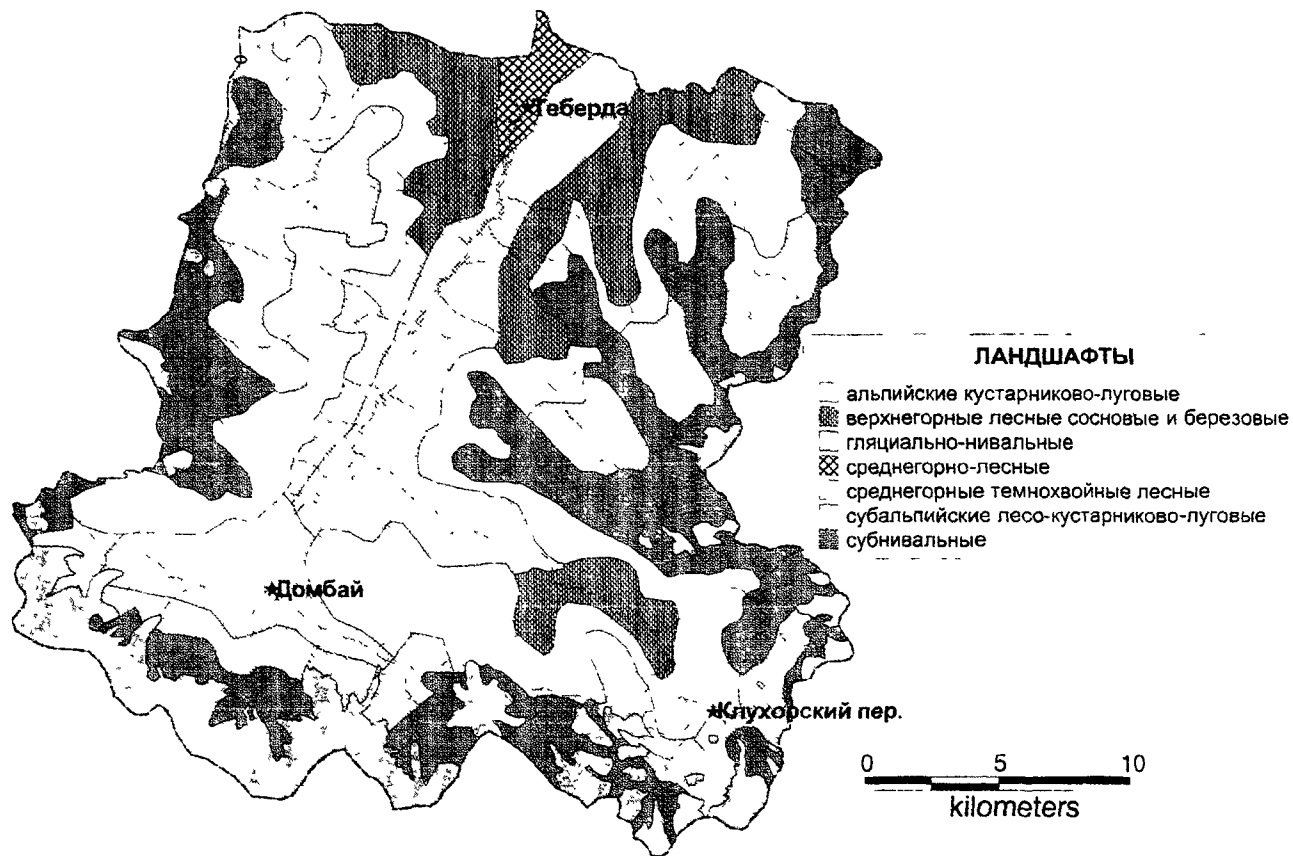 Теберда
ЛАНДШАФТЫ
альпийские кустарниково-луговые
верхнегорные лесные сосновые и березовые
гляциально-нивальные
среднегорно-лесные
среднегорные темнохвойные лесные
субальпийские лесо-кустарниково-луговые
субнивальные
Домбай
Клухорский пер.
0 5 10
kilometers